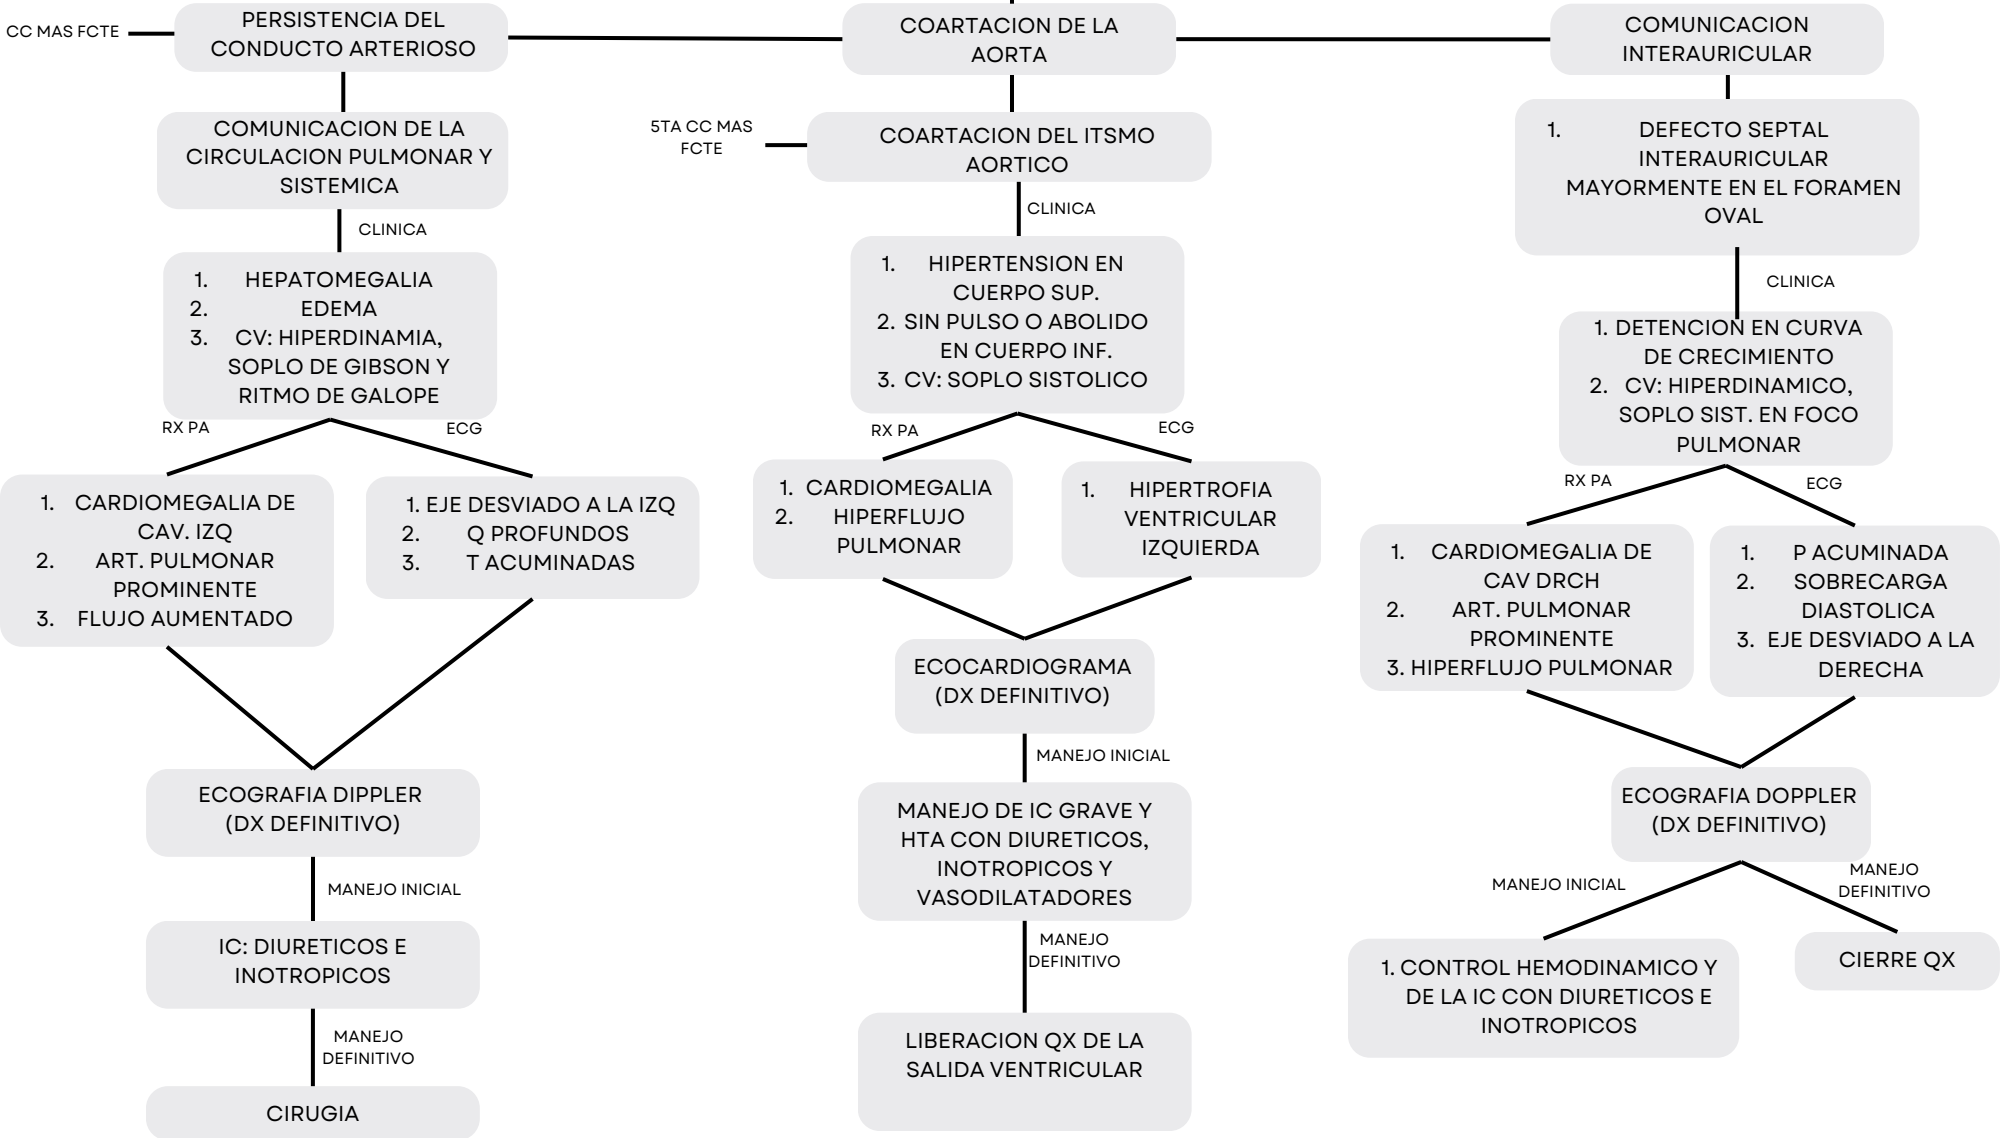 CC MAS FCTE
PERSISTENCIA DEL
CONDUCTO ARTERIOSO
COMUNICACION DE LA
CIRCULACION PULMONAR Y
SISTEMICA
CLINICA
1. HEPATOMEGALIA
2. EDEMA
3. CV: HIPERDINAMIA,
SOPLO DE GIBSON Y
RITMO DE GALOPE
RX PA
ECG
1. CARDIOMEGALIA DE
CAV. IZQ
2. ART. PULMONAR
PROMINENTE
3. FLUJO AUMENTADO
1. EJE DESVIADO A LA IZQ
2. Q PROFUNDOS
3. T ACUMINADAS
ECOGRAFIA DIPPLER
(DX DEFINITIVO)
MANEJO INICIAL
IC: DIURETICOS E
INOTROPICOS
MANEJO
DEFINITIVO
CIRUGIA
COARTACION DE LA
AORTA
5TA CC MAS
FCTE
COARTACION DEL ITSMO
AORTICO
CLINICA
1. HIPERTENSION EN
CUERPO SUP.
2. SIN PULSO O ABOLIDO
EN CUERPO INF.
3. CV: SOPLO SISTOLICO
RX PA
ECG
1. CARDIOMEGALIA
2. HIPERFLUJO
PULMONAR
1. HIPERTROFIA
VENTRICULAR
IZQUIERDA
ECOCARDIOGRAMA
(DX DEFINITIVO)
MANEJO INICIAL
MANEJO DE IC GRAVE Y
HTA CON DIURETICOS,
INOTROPICOS Y
VASODILATADORES
MANEJO
DEFINITIVO
LIBERACION QX DE LA
SALIDA VENTRICULAR
COMUNICACION
INTERAURICULAR
1. DEFECTO SEPTAL
INTERAURICULAR
MAYORMENTE EN EL FORAMEN
OVAL
CLINICA
1. DETENCION EN CURVA
DE CRECIMIENTO
2. CV: HIPERDINAMICO,
SOPLO SIST. EN FOCO
PULMONAR
RX PA
ECG
1. CARDIOMEGALIA DE
CAV DRCH
2. ART. PULMONAR
PROMINENTE
3. HIPERFLUJO PULMONAR
1. P ACUMINADA
2. SOBRECARGA
DIASTOLICA
3. EJE DESVIADO A LA
DERECHA
ECOGRAFIA DOPPLER
(DX DEFINITIVO)
MANEJO INICIAL
MANEJO
DEFINITIVO
1. CONTROL HEMODINAMICO Y
DE LA IC CON DIURETICOS E
INOTROPICOS
CIERRE QX